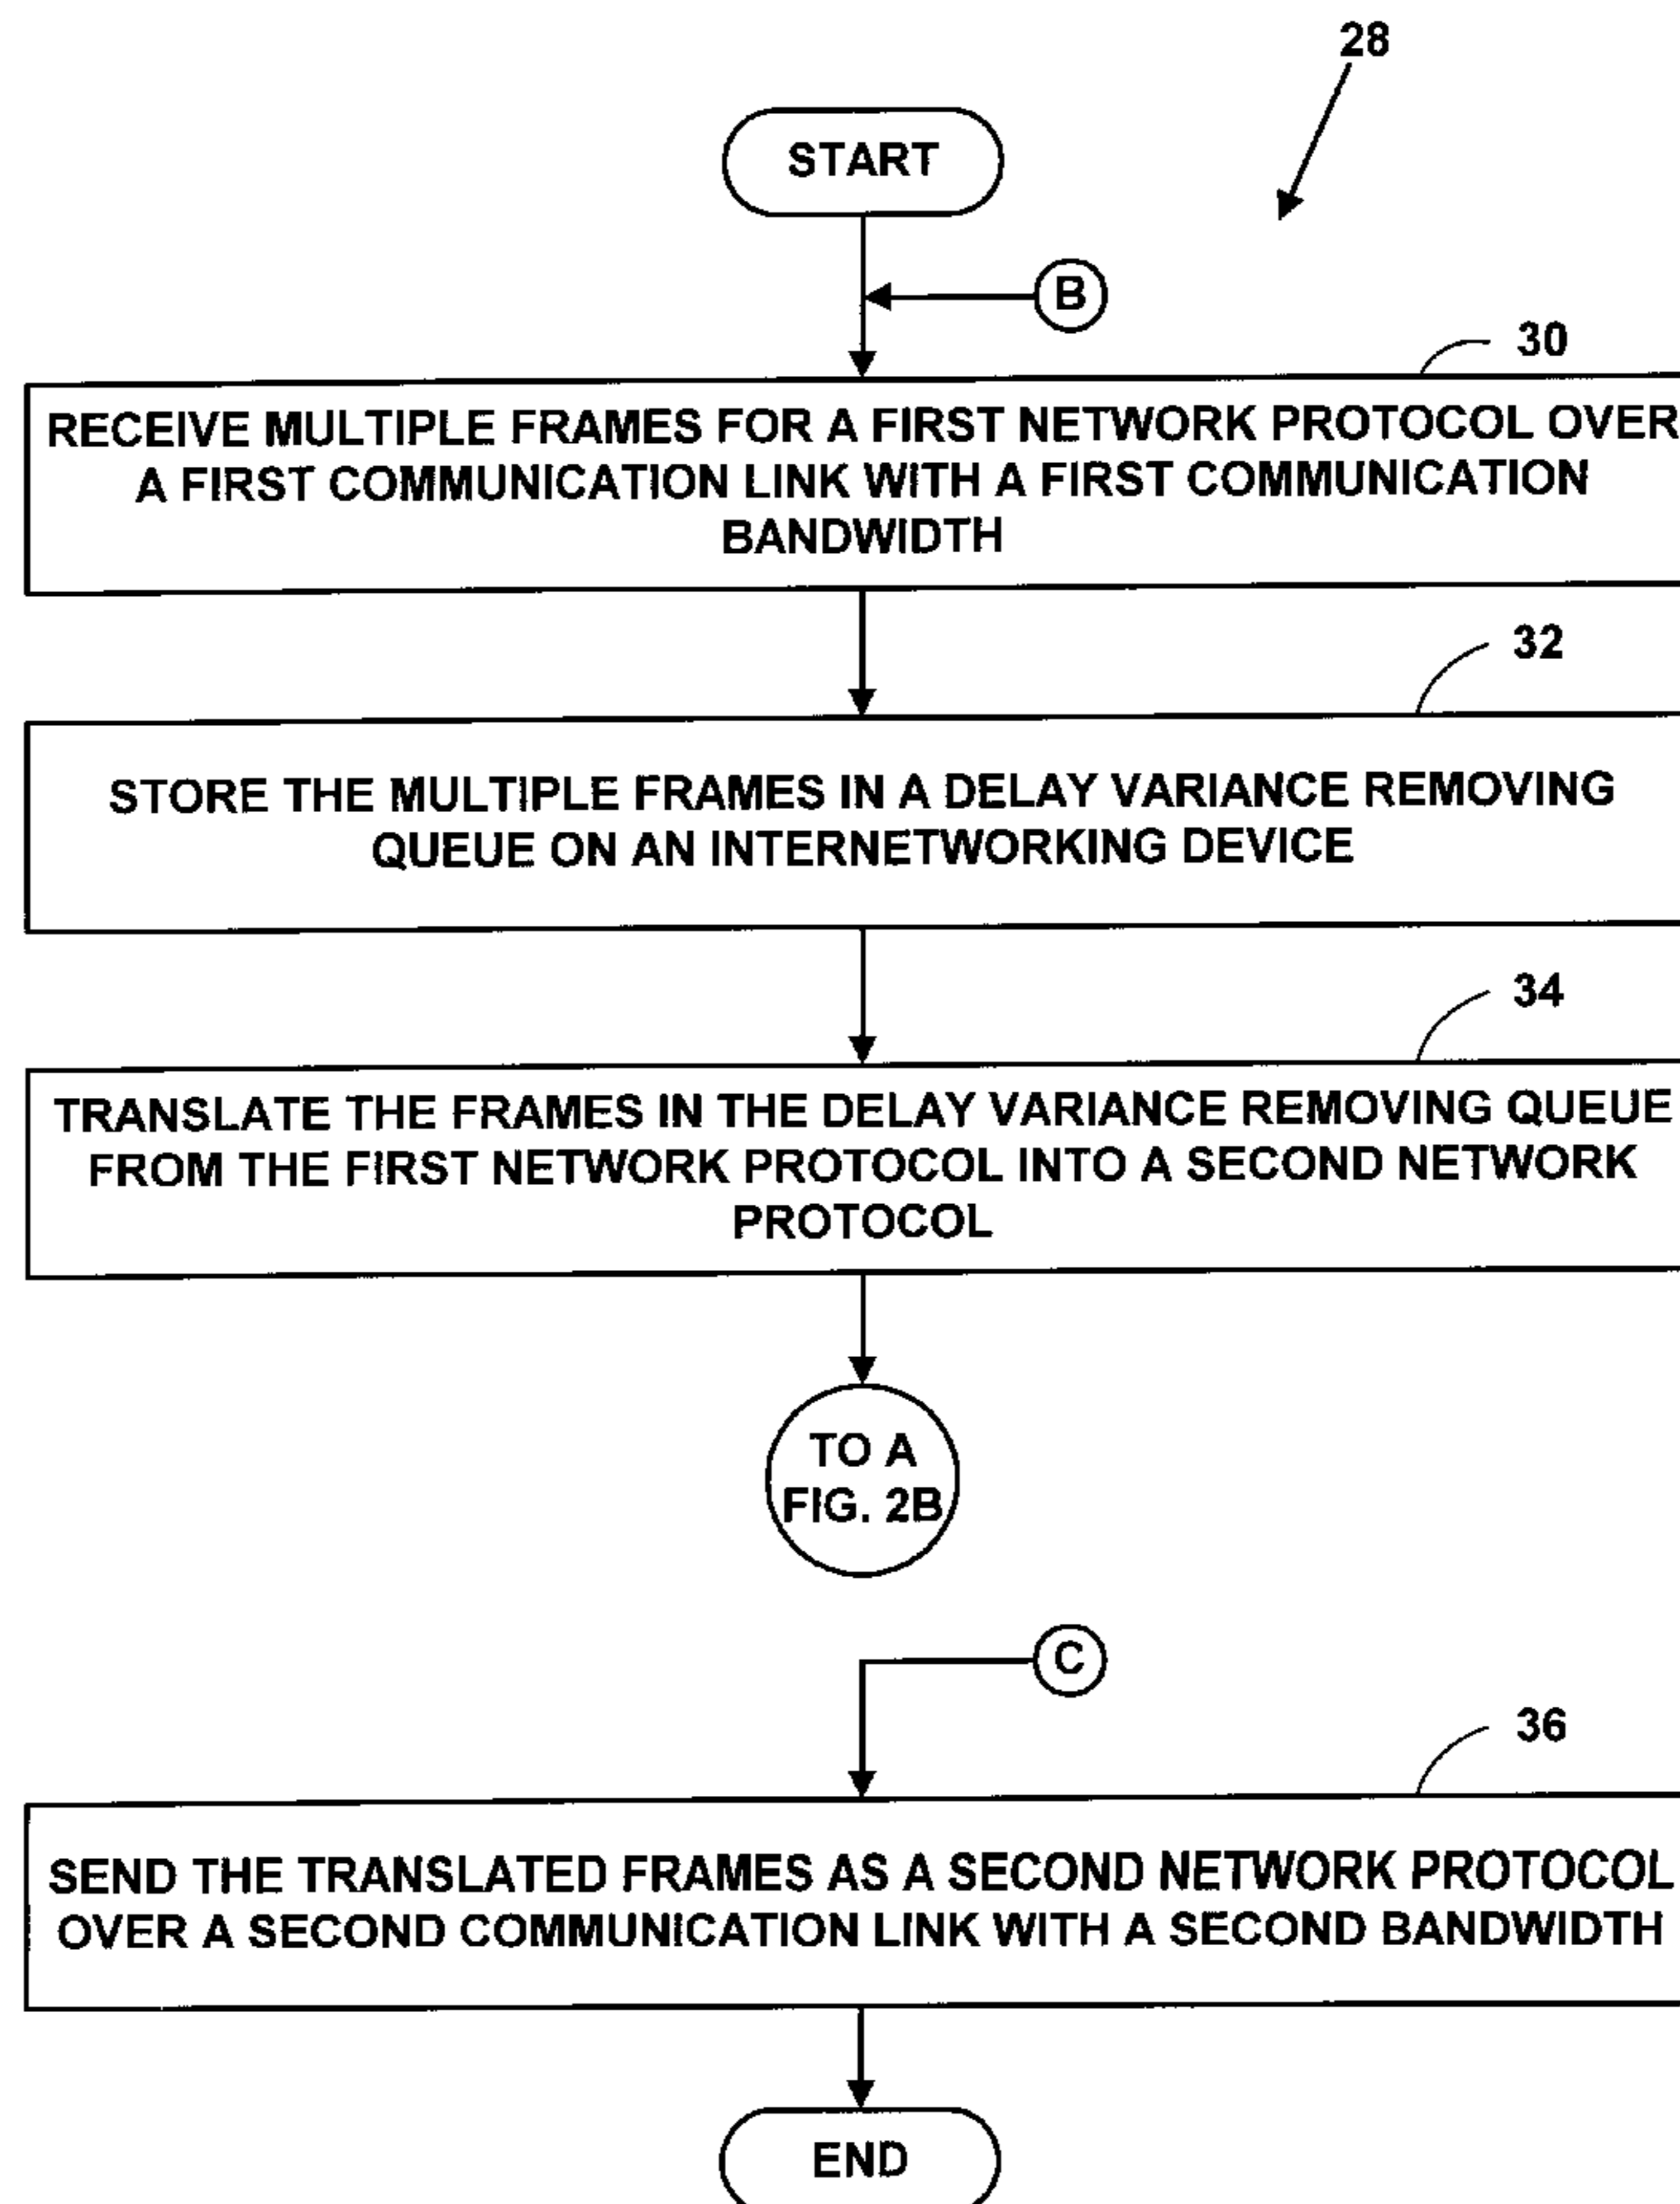 28
START
B
30
RECEIVE MULTIPLE FRAMES FOR A FIRST NETWORK PROTOCOL OVER
A FIRST COMMUNICATION LINK WITH A FIRST COMMUNICATION
BANDWIDTH
32
STORE THE MULTIPLE FRAMES IN A DELAY VARIANCE REMOVING
QUEUE ON AN INTERNETWORKING DEVICE
34
TRANSLATE THE FRAMES IN THE DELAY VARIANCE REMOVING QUEUE
FROM THE FIRST NETWORK PROTOCOL INTO A SECOND NETWORK
PROTOCOL
TO A
FIG. 2B
C
36
SEND THE TRANSLATED FRAMES AS A SECOND NETWORK PROTOCOL
OVER A SECOND COMMUNICATION LINK WITH A SECOND BANDWIDTH
END